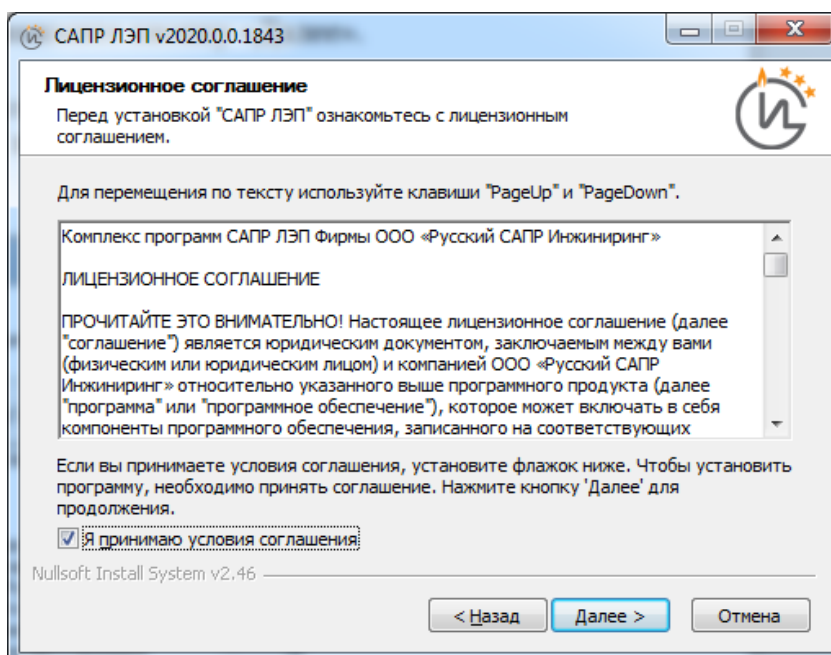 САПР ЛЭП v2020.0.0.1843
Лицензионное соглашение
Перед установкой "САПР ЛЭП" ознакомьтесь с лицензионным
соглашением.
Для перемещения по тексту используйте клавиши "PageUp" и "PageDown".
Комплекс программ САПР ЛЭП Фирмы ООО «Русский САПР Инжиниринг»
ЛИЦЕНЗИОННОЕ СОГЛАШЕНИЕ
ПРОЧИТАЙТЕ ЭТО ВНИМАТЕЛЬНО! Настоящее лицензионное соглашение (далее
"соглашение") является юридическим документом, заключаемым между вами
(физическим или юридическим лицом) и компанией ООО «Русский САПР
Инжиниринг» относительно указанного выше программного продукта (далее
"программа" или "программное обеспечение"), которое может включать в себя
компоненты программного обеспечения, записанного на соответствующих
Если вы принимаете условия соглашения, установите флажок ниже. Чтобы установить
программу, необходимо принять соглашение. Нажмите кнопку 'Далее' для
продолжения.
Я принимаю условия соглашения
Nullsoft Install System v2.46
< Назад Далее > Отмена